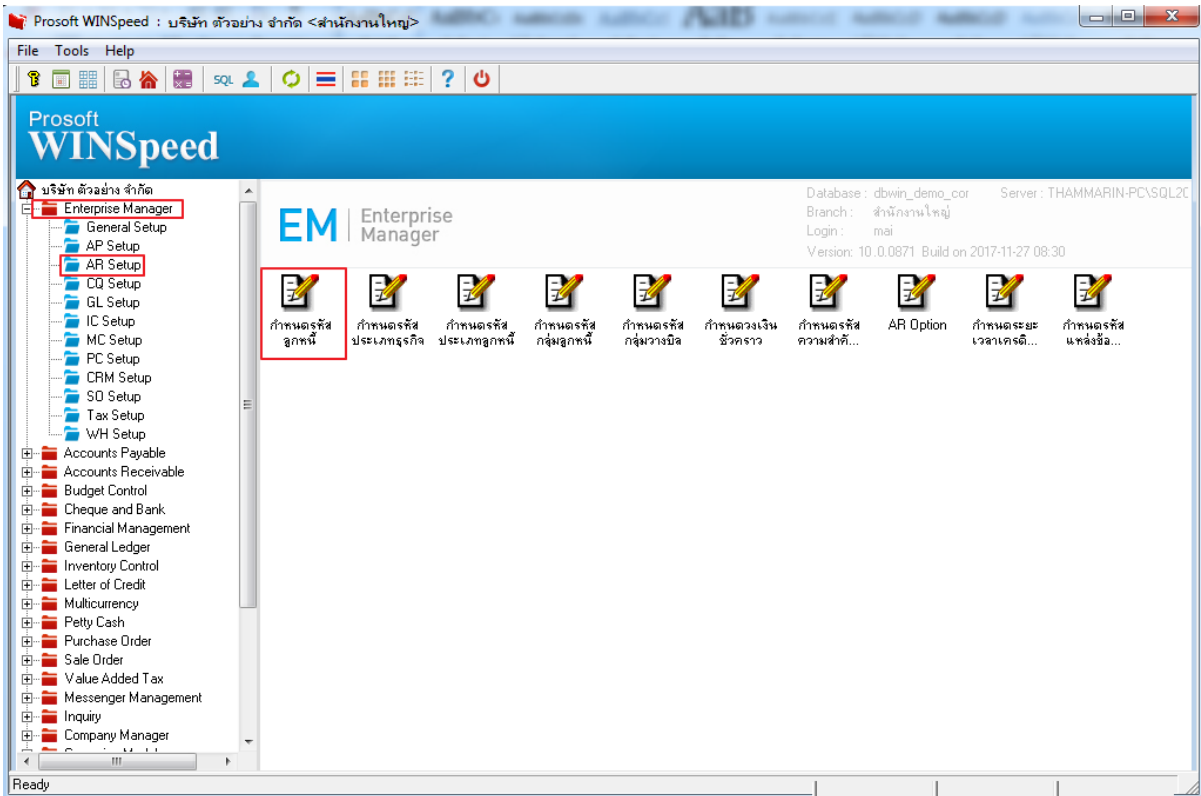 Prosoft WINSpeed : บริษัท ตัวอย่าง จำกัด <สำนักงานใหญ่>
File Tools Help
SQL
Prosoft
WINSpeed
บริษัท ตัวอย่าง จำกัด
Enterprise Manager
General Setup
AP Setup
AR Setup
CQ Setup
GL Setup
IC Setup
MC Setup
PC Setup
CRM Setup
SO Setup
Tax Setup
WH Setup
Accounts Payable
Accounts Receivable
Budget Control
Cheque and Bank
Financial Management
General Ledger
Inventory Control
Letter of Credit
Multicurrency
Petty Cash
Purchase Order
Sale Order
Value Added Tax
Messenger Management
Inquiry
Company Manager
EM Enterprise
Manager
Database : dbwin_demo_cor Server : THAMMARIN-PC\SQL2
Branch : สำนักงานใหญ่
Login : mai
Version: 10.0.0871 Build on 2017-11-27 08:30
กำหนดรหัส
ลูกหนี้
กำหนดรหัส
ประเภทธุรกิจ
กำหนดรหัส
ประเภทลูกหนี้
กำหนดรหัส
กลุ่มลูกหนี้
กำหนดรหัส
กลุ่มวางบิล
กำหนดวงเงิน
ชั่วคราว
กำหนดรหัส
ความสำคั...
AR Option
กำหนดระยะ
เวลาเครดิ...
กำหนดรหัส
แหล่งข้อ...
Ready